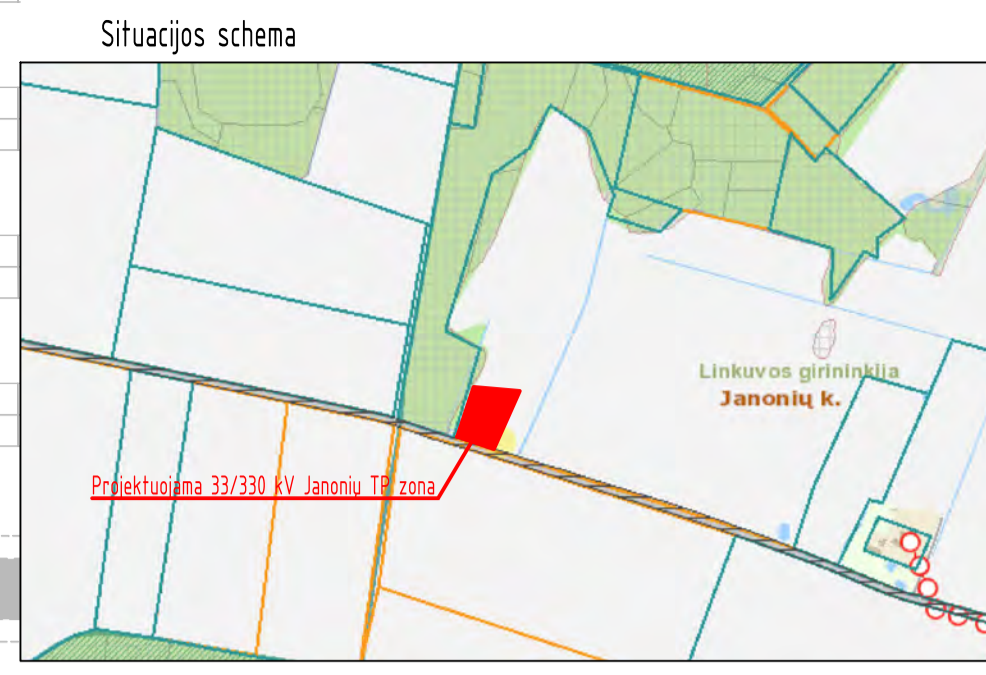 Situacijos schema
Linkuvos girininkija
Janonių k.
Projektuojama 33/330 kV Janonių TP zona